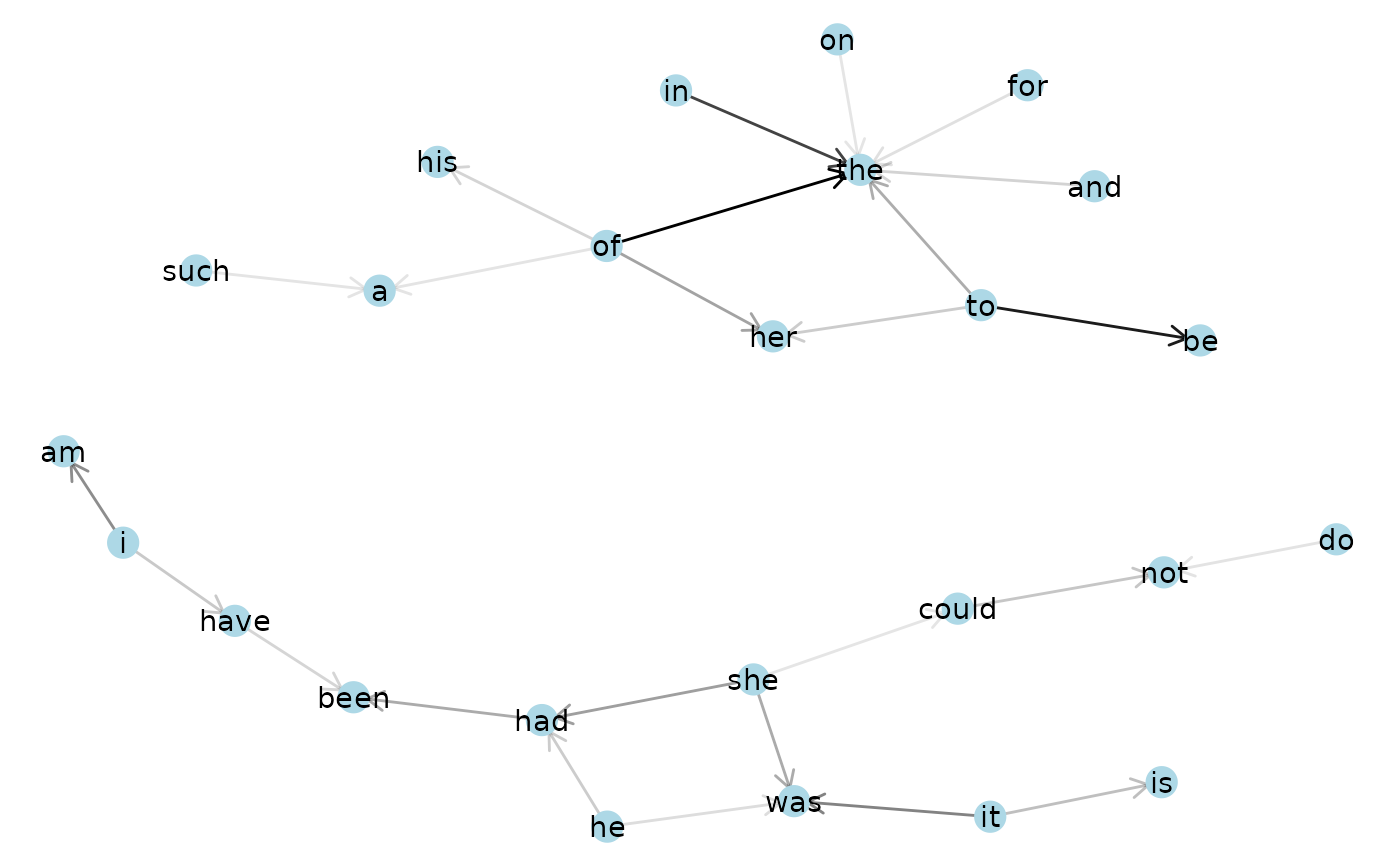 on
in
for
his
the
and
of
such
a
to
her
be
am
i
do
not
have
could
she
been
had
is
was
it
he